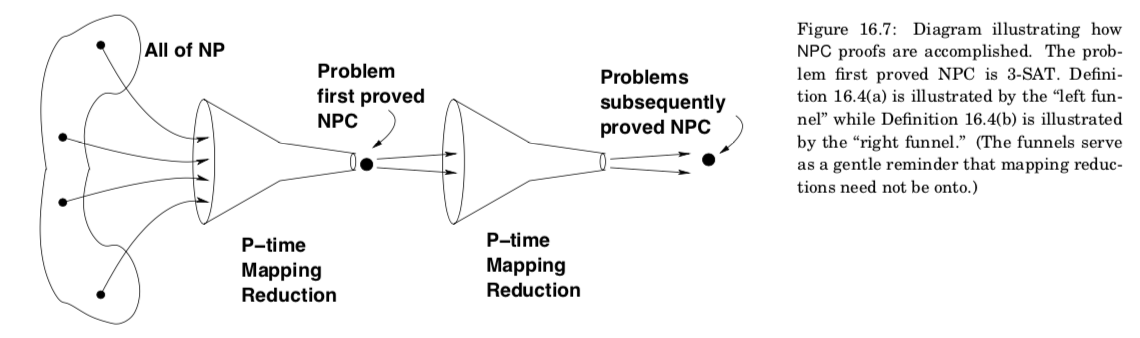 All of NP
Problem
first proved
NPC
Problems
subsequently
proved NPC
P–time
Mapping
Reduction
P–time
Mapping
Reduction
Figure 16.7: Diagram illustrating how
NPC proofs are accomplished. The prob-
lem first proved NPC is 3-SAT. Defini-
tion 16.4(a) is illustrated by the “left fun-
nel” while Definition 16.4(b) is illustrated
by the “right funnel.” (The funnels serve
as a gentle reminder that mapping reduc-
tions need not be onto.)